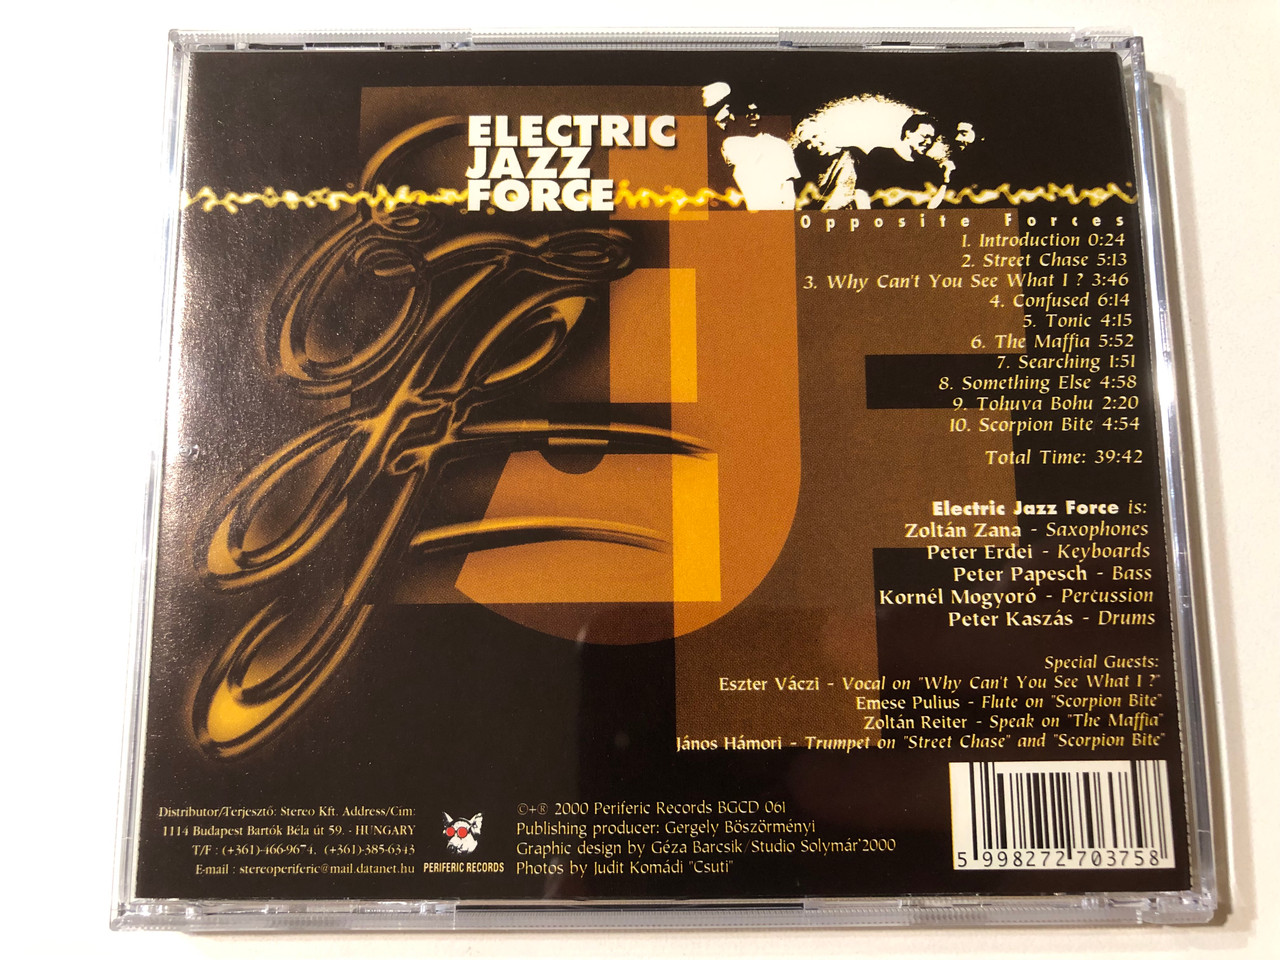 ELECTRIC
JAZZ
FORCE
Opposite Forces
1. Introduction 0:24
2. Street Chase 5:13
3. Why Can't You See What I ? 3:46
4. Confused 6:14
5. Tonic 4:15
6. The Maffia 5:52
7. Searching 1:51
8. Something Else 4:58
9. Tohuva Bohu 2:20
10. Scorpion Bite 4:54
Total Time: 39:42
Electric Jazz Force is:
Zoltán Zana - Saxophones
Peter Erdei - Keyboards
Peter Papesch - Bass
Kornél Mogyoró - Percussion
Peter Kaszás - Drums
Special Guests:
Eszter Váczi - Vocal on "Why Can't You See What I ?"
Emese Pulius - Flute on "Scorpion Bite"
Zoltán Reiter - Speak on "The Maffia"
János Hámori - Trumpet on "Street Chase" and "Scorpion Bite"
Distributor/Terjesztó: Stereo Kft. Address/Cím:
1114 Budapest Bartók Béla út 59. - HUNGARY
T/F : (+361)-466-9674, (+361)-385-6343
E-mail : stereoperiferic@mail.datanet.hu
PERIFERIC RECORDS
©+® 2000 Periferic Records BGCD 061
Publishing producer: Gergely Böszörményi
Graphic design by Géza Barcsik/Studio Solymár'2000
Photos by Judit Komádi "Csuti"
5 998272 703758